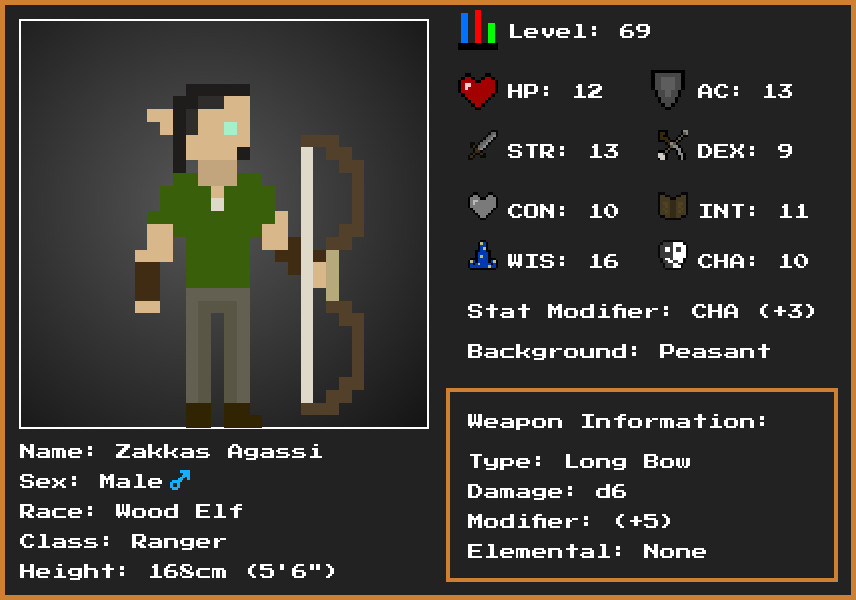 Level: 69
HP: 12 AC: 13
STR: 13 DEX: 9
CON: 10 INT: 11
WIS: 16 CHA: 10
Stat Modifier: CHA (+3)
Background: Peasant
Weapon Information:
Type: Long Bow
Damage: d6
Modifier: (+5)
Elemental: None
Name: Zakkas Agassi
Sex: Male ♂
Race: Wood Elf
Class: Ranger
Height: 168cm (5'6")